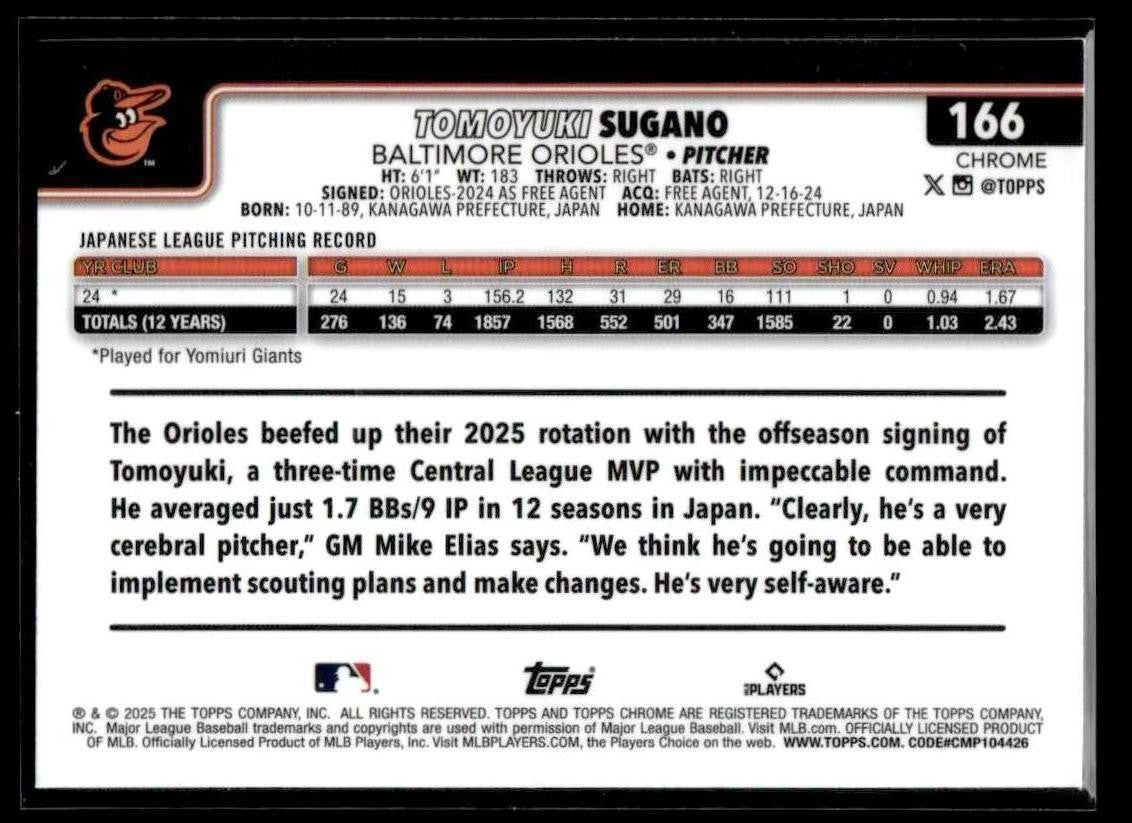 TOMOYUKI SUGANO
166
BALTIMORE ORIOLES® • PITCHER
CHROME
HT: 6'1" WT: 183 THROWS: RIGHT BATS: RIGHT
@TOPPS
SIGNED: ORIOLES-2024 AS FREE AGENT ACQ: FREE AGENT, 12-16-24
BORN: 10-11-89, KANAGAWA PREFECTURE, JAPAN HOME: KANAGAWA PREFECTURE, JAPAN
TM
JAPANESE LEAGUE PITCHING RECORD
YR CLUB G W L IP H R ER BB SO SHO SV WHIP ERA
24 * 24 15 3 156.2 132 31 29 16 111 1 0 0.94 1.67
TOTALS (12 YEARS) 276 136 74 1857 1568 552 501 347 1585 22 0 1.03 2.43
*Played for Yomiuri Giants
The Orioles beefed up their 2025 rotation with the offseason signing of
Tomoyuki, a three-time Central League MVP with impeccable command.
He averaged just 1.7 BBs/9 IP in 12 seasons in Japan. "Clearly, he's a very
cerebral pitcher," GM Mike Elias says. "We think he's going to be able to
implement scouting plans and make changes. He's very self-aware."
Topps®
MLB PLAYERS
® & © 2025 THE TOPPS COMPANY, INC. ALL RIGHTS RESERVED. TOPPS AND TOPPS CHROME ARE REGISTERED TRADEMARKS OF THE TOPPS COMPANY,
INC. Major League Baseball trademarks and copyrights are used with permission of Major League Baseball. Visit MLB.com. OFFICIALLY LICENSED PRODUCT
OF MLB. Officially Licensed Product of MLB Players, Inc. Visit MLBPLAYERS.COM, the Players Choice on the web. WWW.TOPPS.COM. CODE#CMP104426